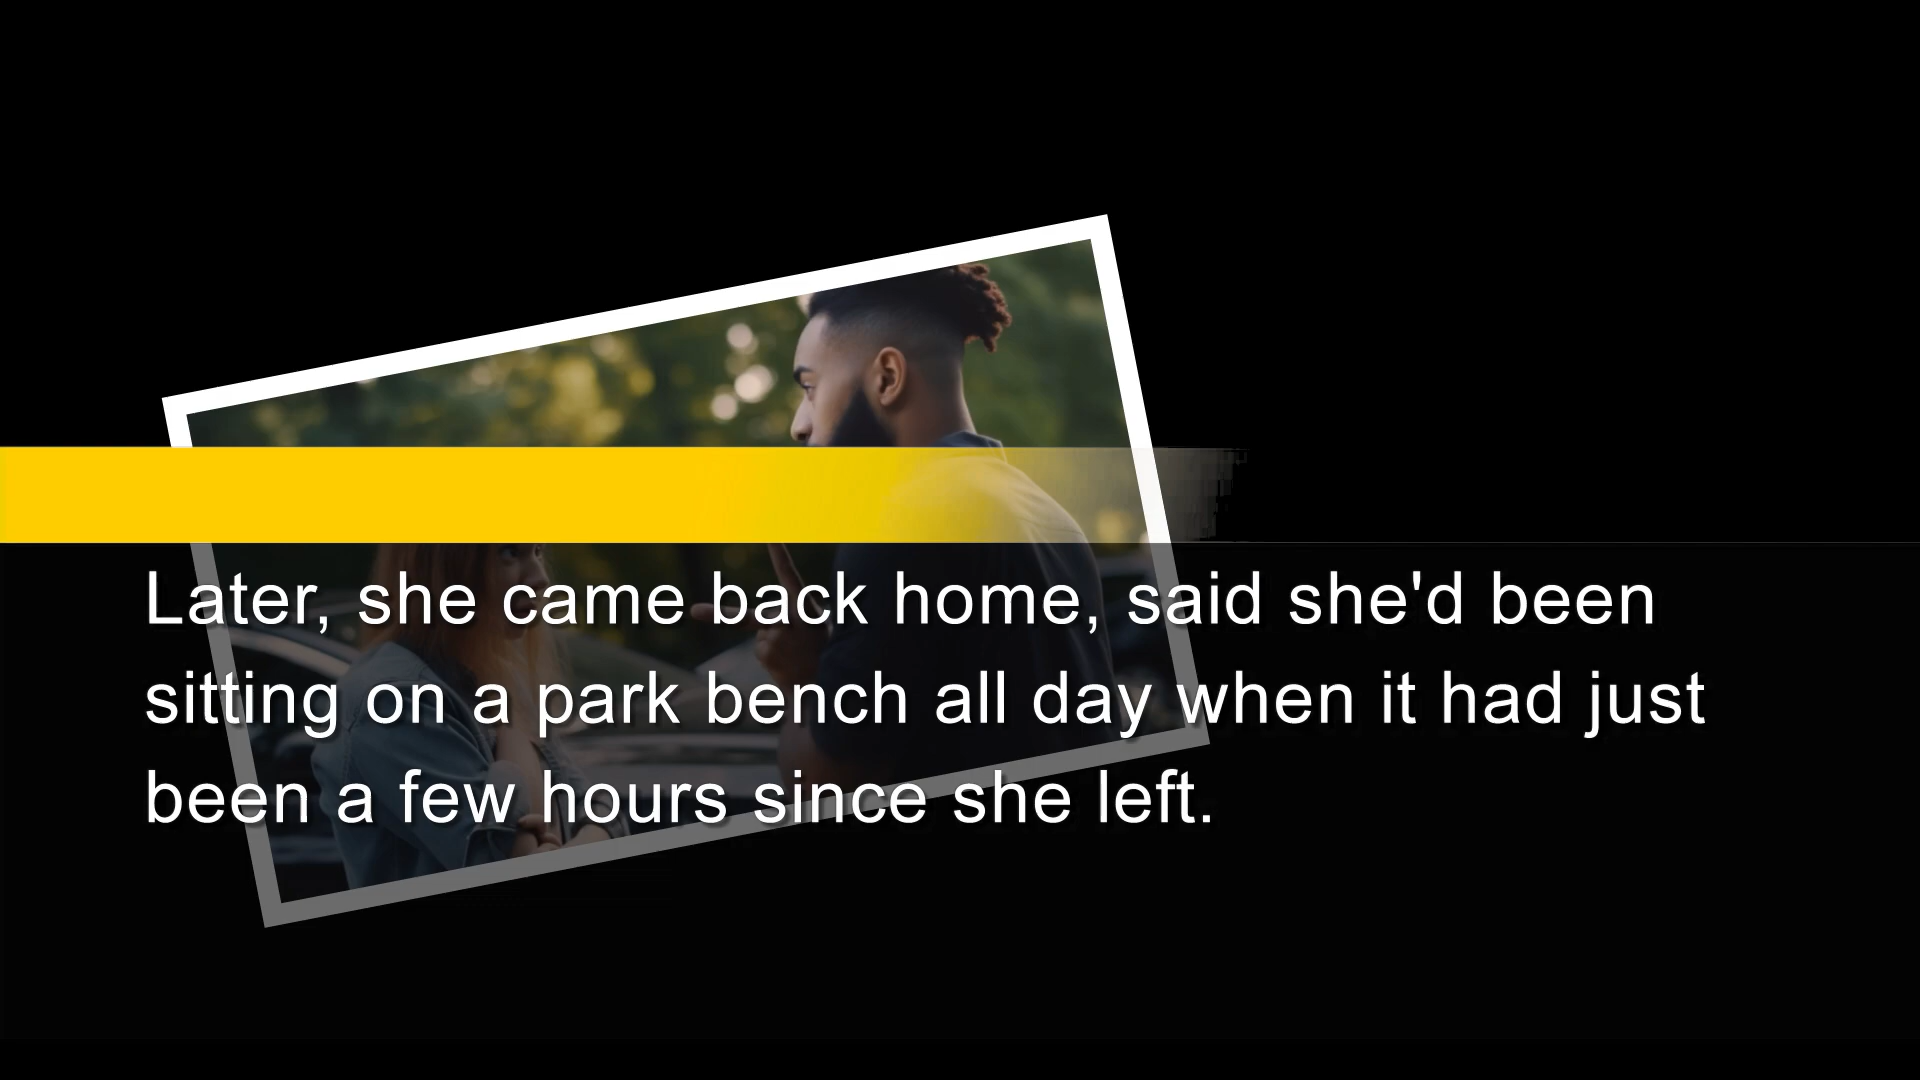 Later, she came back home, said she'd been
sitting on a park bench all day when it had just
been a few hours since she left.